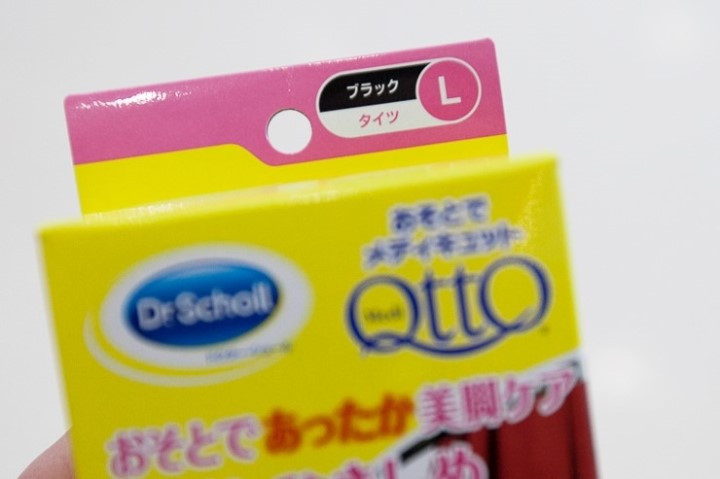 ブラック
タイツ
L
Dr.Scholl
おそとで
メディキュット
QttO
おそとであったか美脚ケア